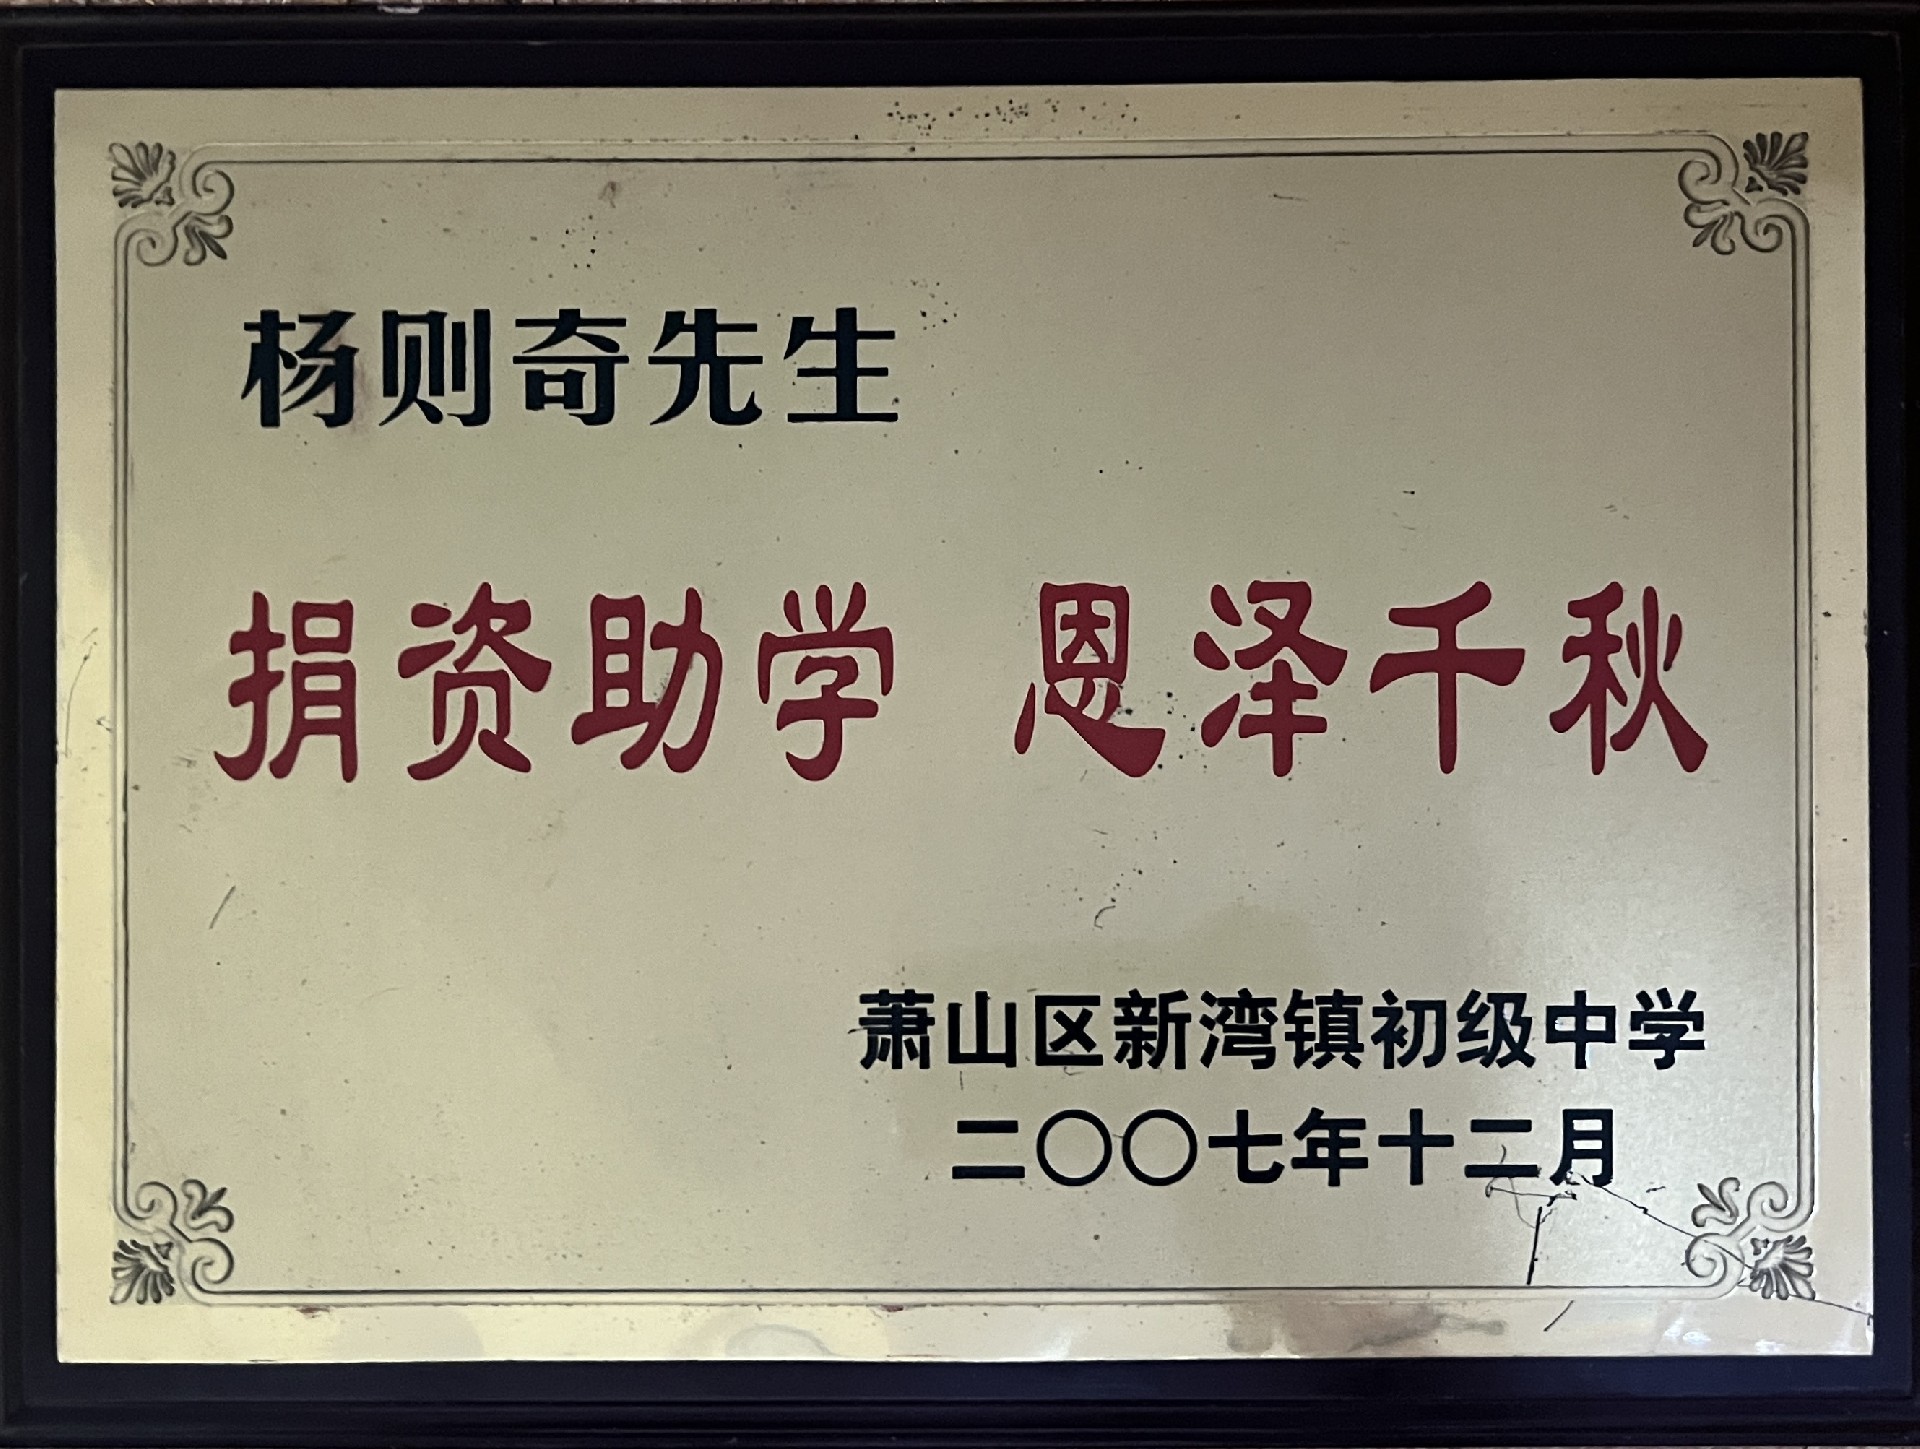 杨则奇先生
捐资助学 恩泽千秋
萧山区新湾镇初级中学
二〇〇七年十二月